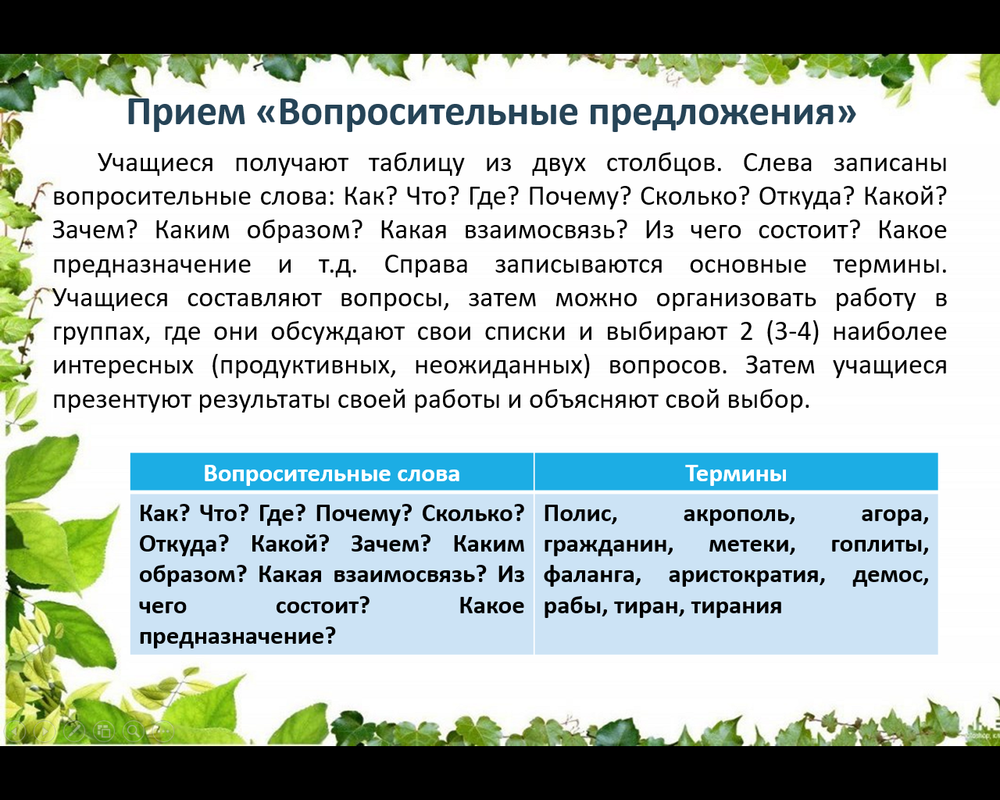 Прием «Вопросительные предложения»
Учащиеся получают таблицу из двух столбцов. Слева записаны
вопросительные слова: Как? Что? Где? Почему? Сколько? Откуда? Какой?
Зачем? Каким образом? Какая взаимосвязь? Из чего состоит? Какое
предназначение и т.д. Справа записываются основные термины.
Учащиеся составляют вопросы, затем можно организовать работу в
группах, где они обсуждают свои списки и выбирают 2 (3-4) наиболее
интересных (продуктивных, неожиданных) вопросов. Затем учащиеся
презентуют результаты своей работы и объясняют свой выбор.
Вопросительные слова
Как? Что? Где? Почему? Сколько?
Откуда? Какой? Зачем? Каким
образом? Какая взаимосвязь? Из
чего состоит? Какое
предназначение?
Термины
Полис, акрополь, агора,
гражданин, метеки, гоплиты,
фаланга, аристократия, демос,
рабы, тиран, тирания